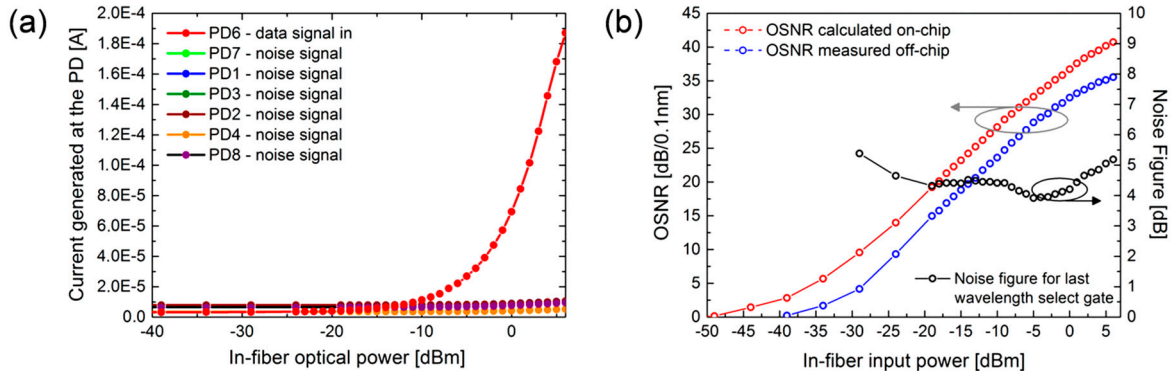 (a)
2.0E-4
1.8E-4
1.6E-4
1.4E-4
1.2E-4
1.0E-4
8.0E-5
6.0E-5
4.0E-5
2.0E-5
0.0
Current generated at the PD [A]
PD6 - data signal in
PD7 - noise signal
PD1 - noise signal
PD3 - noise signal
PD2 - noise signal
PD4 - noise signal
PD8 - noise signal
-40 -30 -20 -10 0
In-fiber optical power [dBm]
(b)
45
40
35
30
25
20
15
10
5
0
OSNR [dB/0.1nm]
OSNR calculated on-chip
OSNR measured off-chip
Noise figure for last
wavelength select gate
10
9
8
7
6
5
4
3
2
1
0
Noise Figure [dB]
-50 -45 -40 -35 -30 -25 -20 -15 -10 -5 0 5
In-fiber input power [dBm]